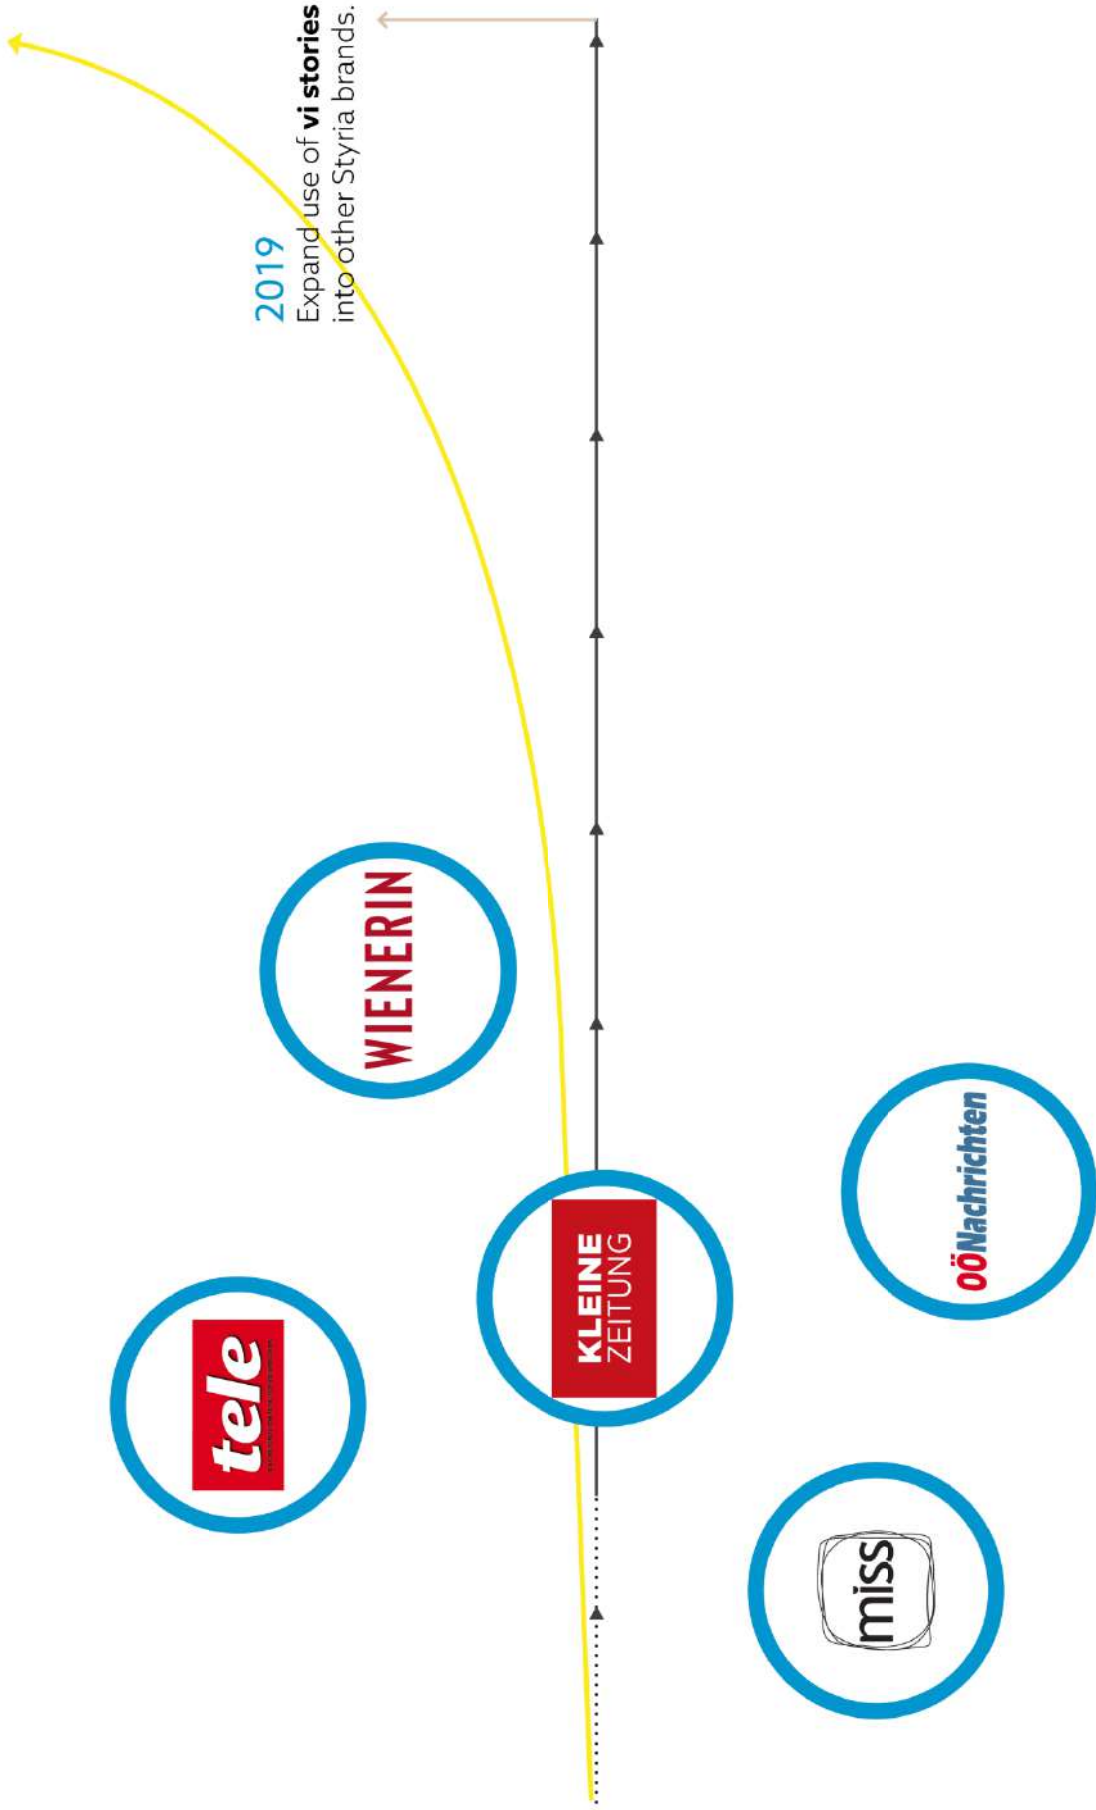 2019
Expand use of vi stories
into other Styria brands.
tele
WIENERIN
KLEINE
ZEITUNG
OÖNachrichten
miss